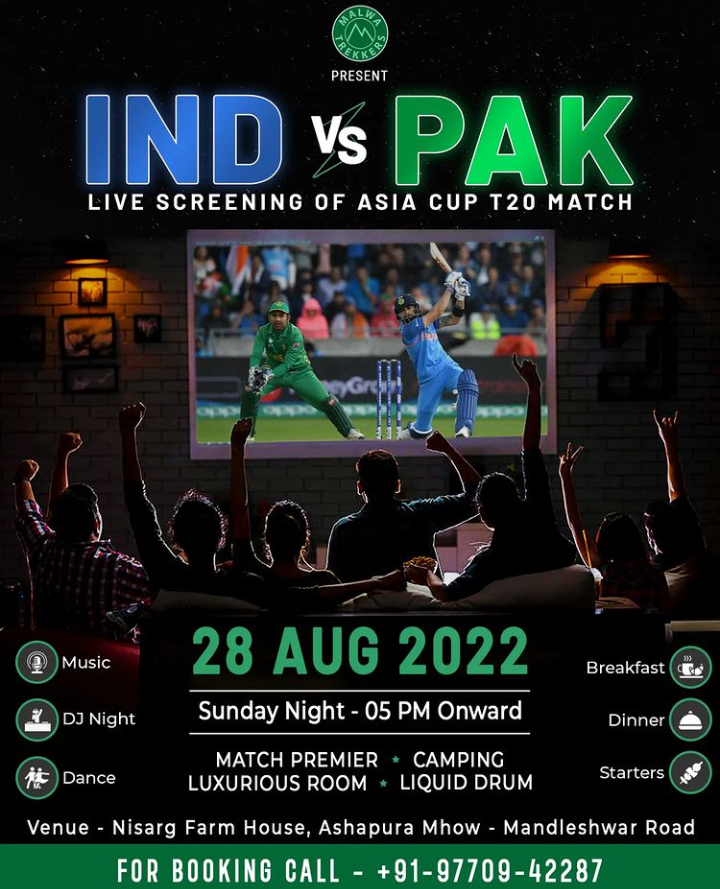 MALWA TREKKERS
PRESENT
IND Vs PAK
LIVE SCREENING OF ASIA CUP T20 MATCH
oppo
28 AUG 2022
Sunday Night - 05 PM Onward
MATCH PREMIER * CAMPING
LUXURIOUS ROOM * LIQUID DRUM
Music
DJ Night
Dance
Breakfast
Dinner
Starters
Venue - Nisarg Farm House, Ashapura Mhow - Mandleshwar Road
FOR BOOKING CALL - +91-97709-42287